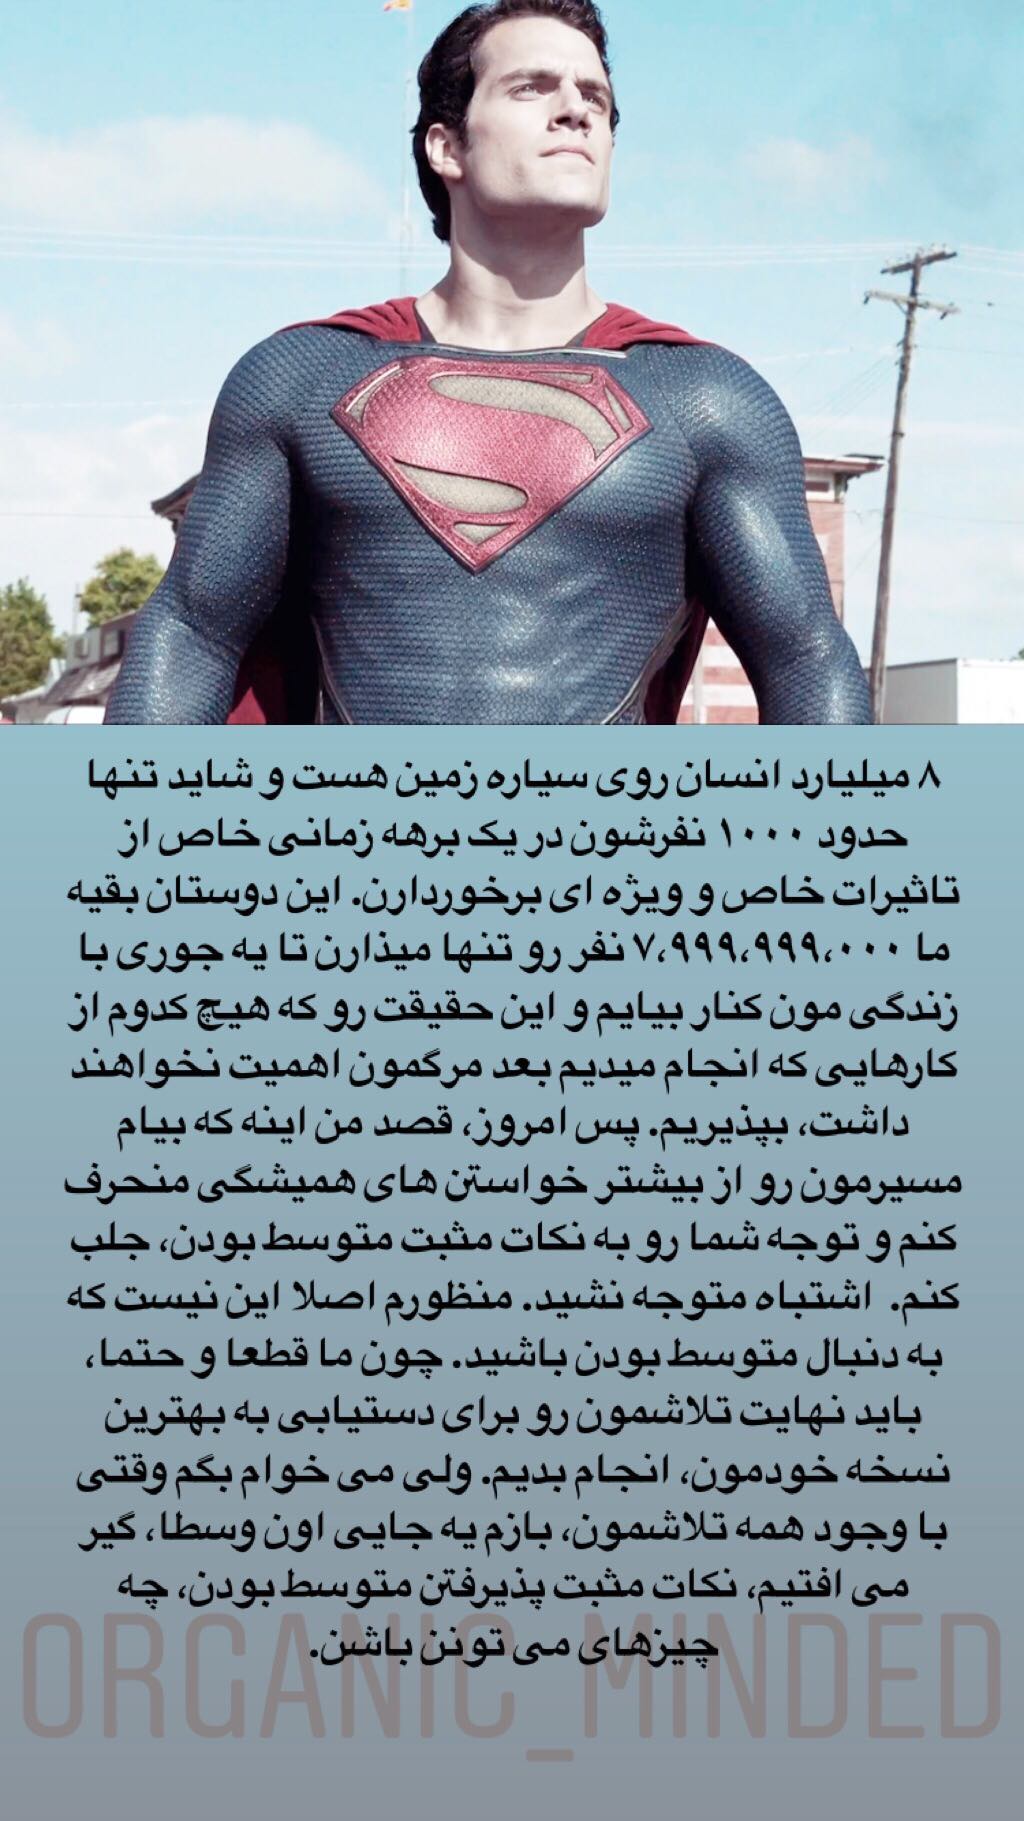 ۸ میلیارد انسان روی سیاره زمین هست و شاید تنها
حدود ۱۰۰۰ نفرشون در یک برهه زمانی خاص از
تاثیرات خاص و ویژه ای برخوردارن. این دوستان بقیه
ما ۷،۹۹۹،۹۹۹،۰۰۰ نفر رو تنها میذارن تا یه جوری با
زندگی مون کنار بیایم و این حقیقت رو که هیچ کدوم از
کارهایی که انجام میدیم بعد مرگمون اهمیت نخواهند
داشت، بپذیریم. پس امروز، قصد من اینه که بیام
مسیرمون رو از بیشتر خواستن های همیشگی منحرف
کنم و توجه شما رو به نکات مثبت متوسط بودن، جلب
کنم. اشتباه متوجه نشید. منظورم اصلا این نیست که
به دنبال متوسط بودن باشید. چون ما قطعا و حتما،
باید نهایت تلاشمون رو برای دستیابی به بهترین
نسخه خودمون، انجام بدیم. ولی می خوام بگم وقتی
با وجود همه تلاشمون، بازم یه جایی اون وسطا، گیر
می افتیم، نکات مثبت پذیرفتن متوسط بودن، چه
چیزهای می تونن باشن.
ORGANIC_MINDED